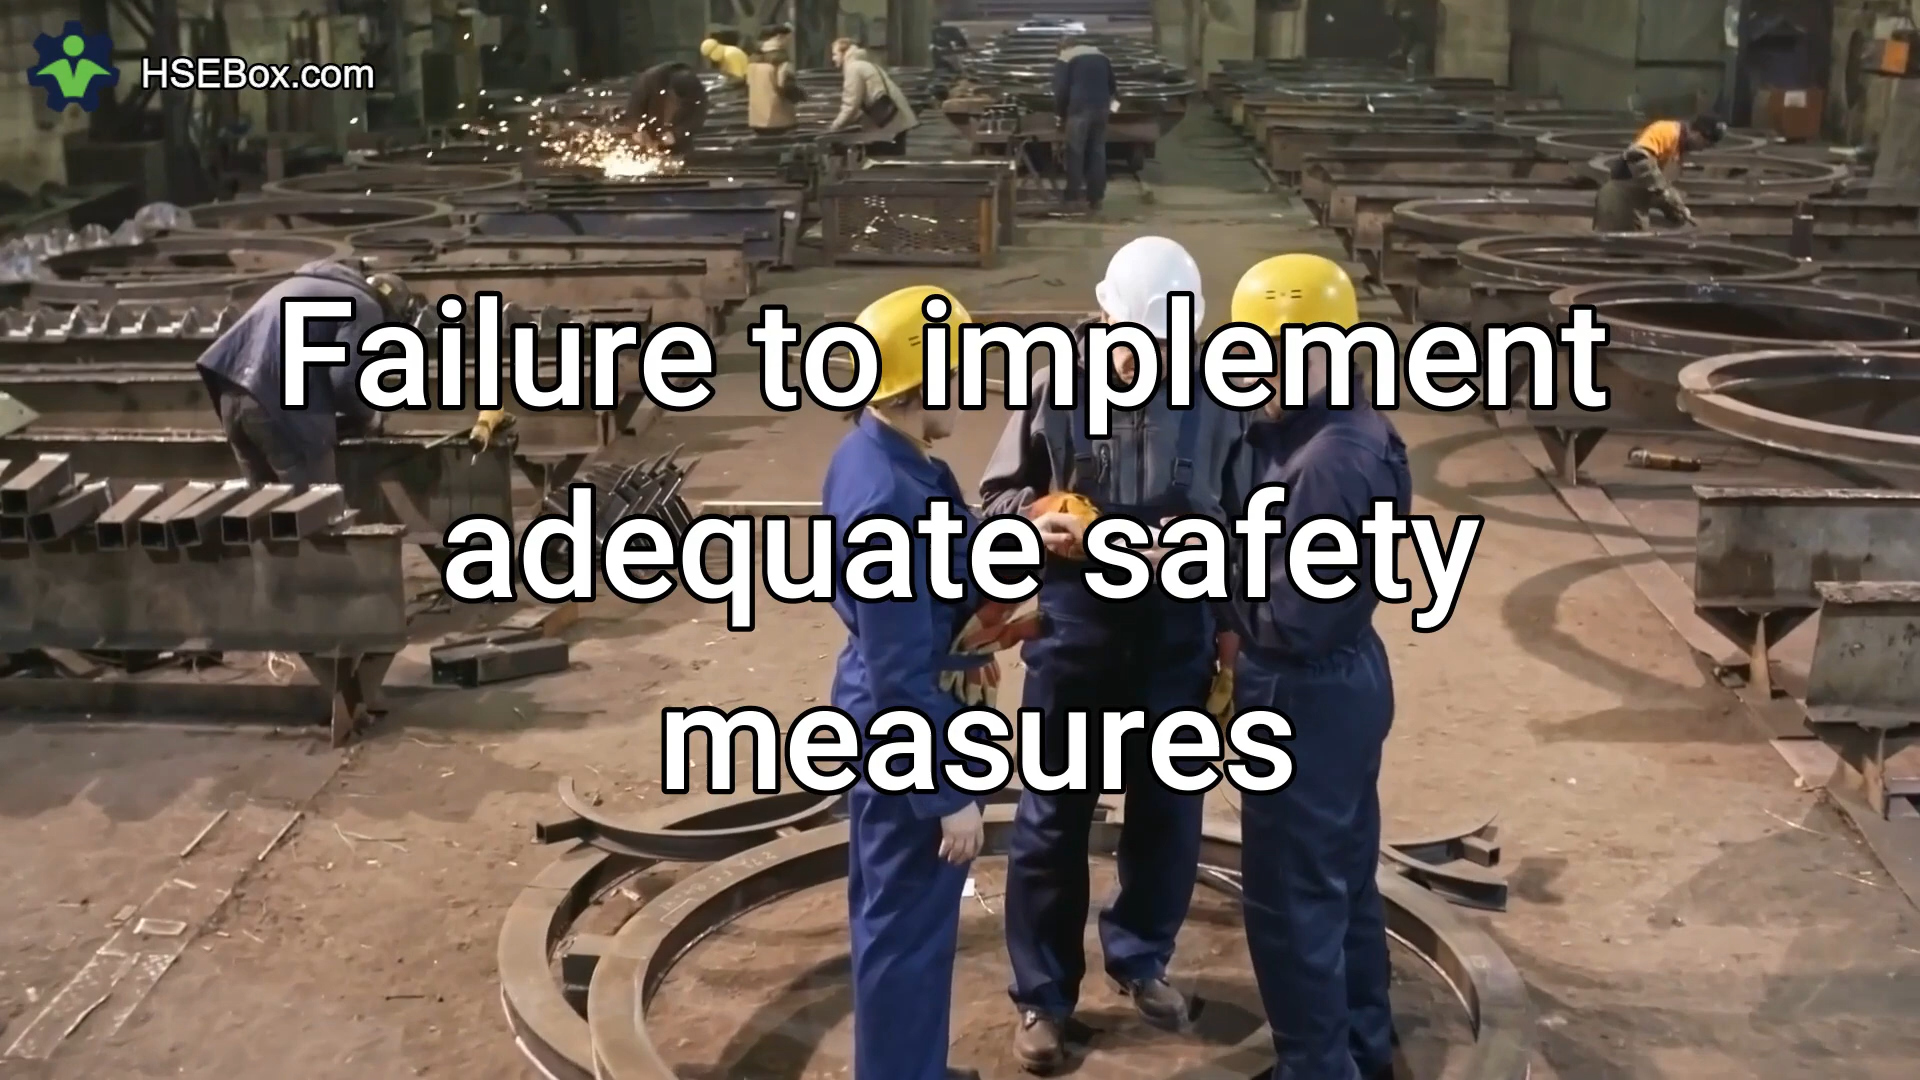 HSEBox.com
Failure to implement
adequate safety
measures